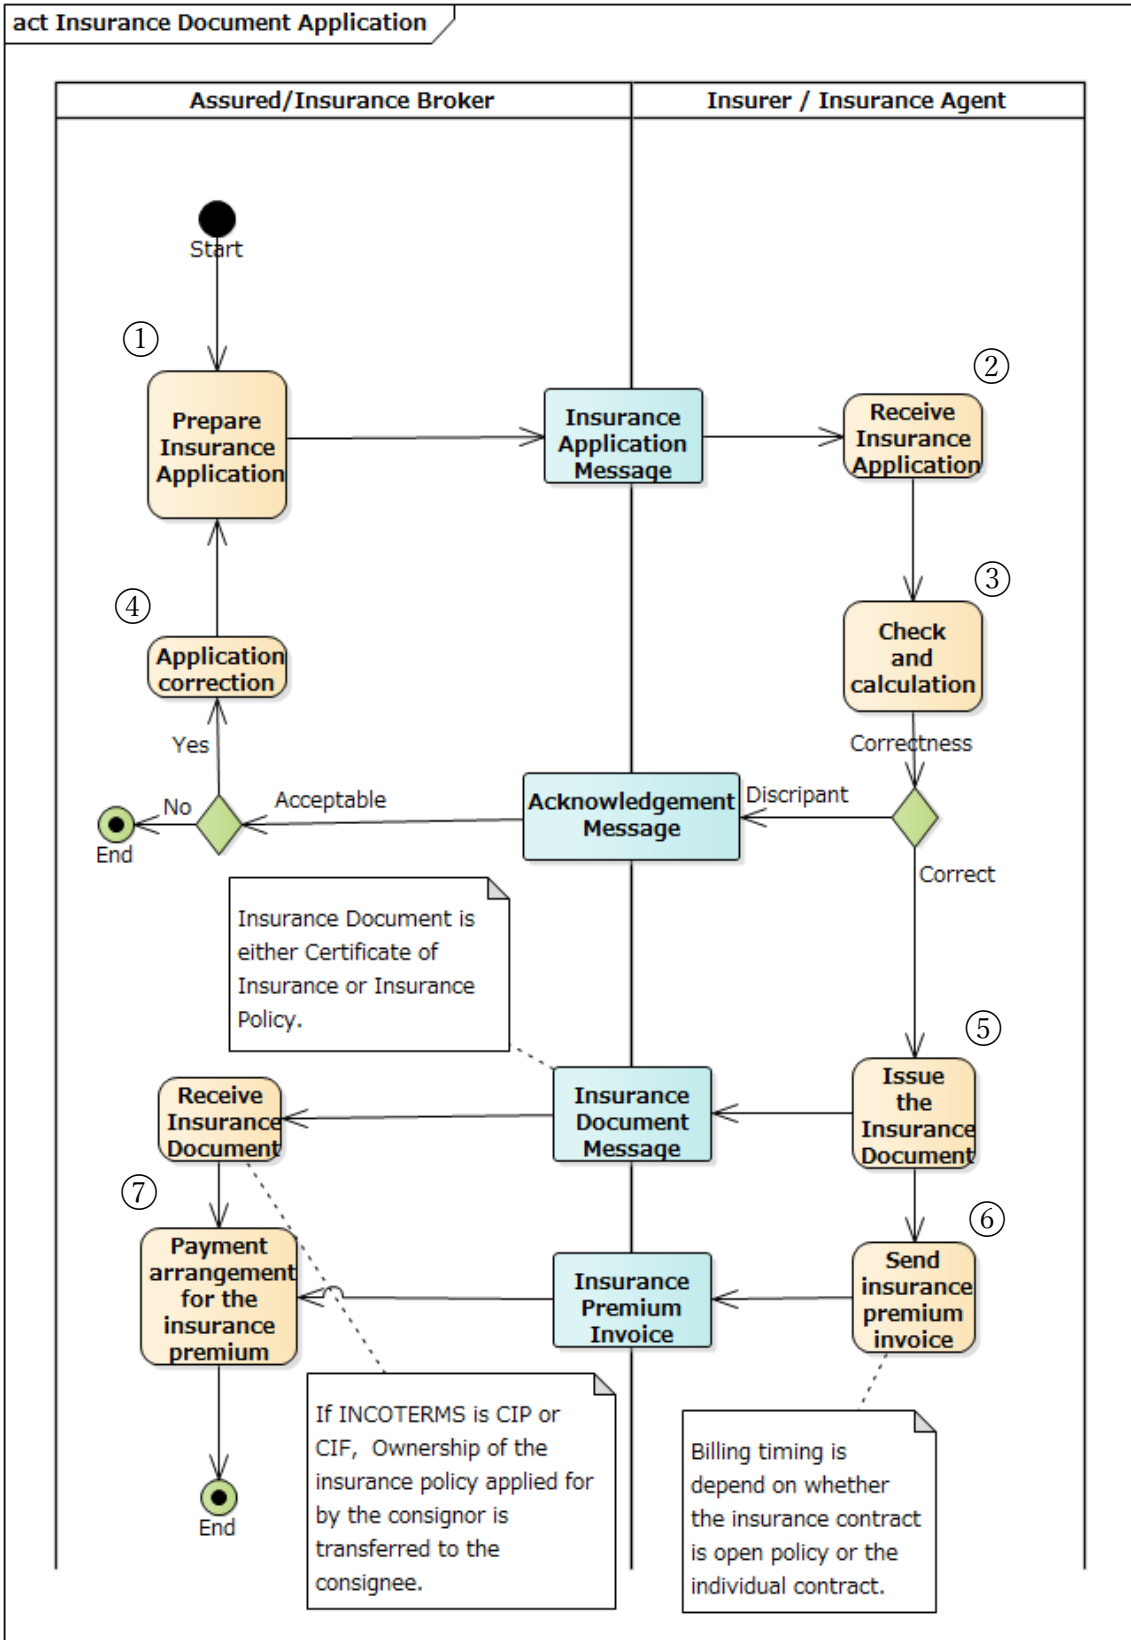 act Insurance Document Application
Assured/Insurance Broker
Insurer / Insurance Agent
Start
①
Prepare
Insurance
Application
Insurance
Application
Message
②
Receive
Insurance
Application
③
Check
and
calculation
④
Application
correction
Yes
Correctness
No
End
Acceptable
Acknowledgement
Message
Discripant
Correct
Insurance Document is
either Certificate of
Insurance or Insurance
Policy.
⑤
Issue
the
Insurance
Document
Insurance
Document
Message
Receive
Insurance
Document
⑥
Send
insurance
premium
invoice
Insurance
Premium
Invoice
⑦
Payment
arrangement
for the
insurance
premium
End
If INCOTERMS is CIP or
CIF,  Ownership of the
insurance policy applied for
by the consignor is
transferred to the
consignee.
Billing timing is
depend on whether
the insurance contract
is open policy or the
individual contract.